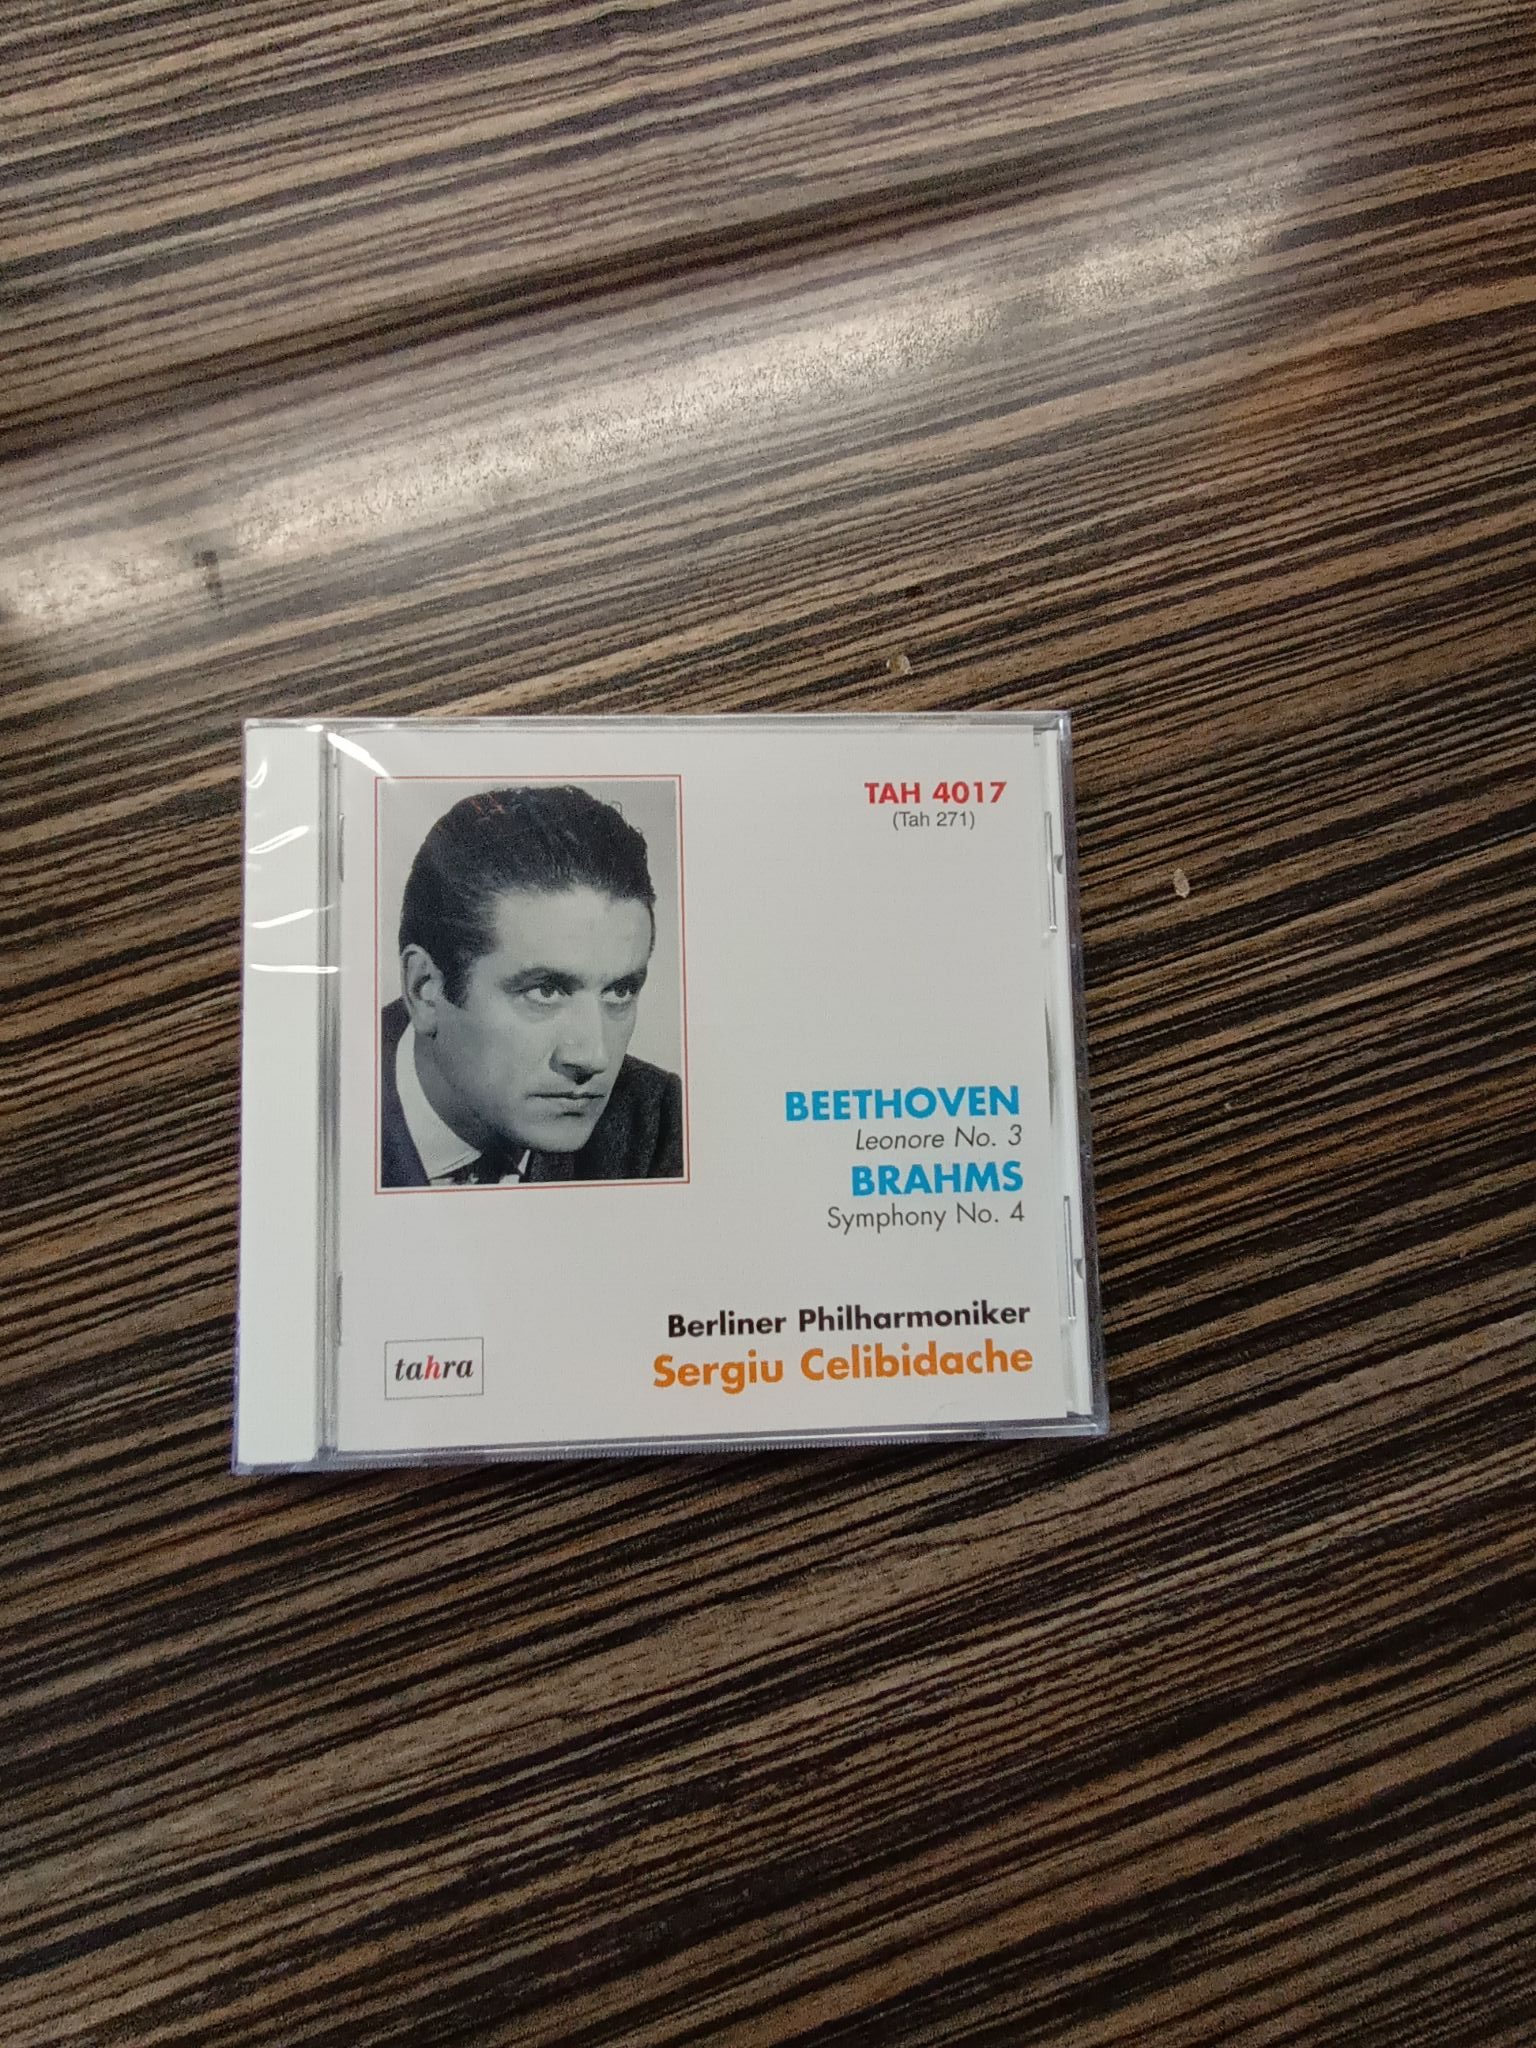 TAH 4017
(Tah 271)
BEETHOVEN
Leonore No. 3
BRAHMS
Symphony No. 4
Berliner Philharmoniker
Sergiu Celibidache
tahra